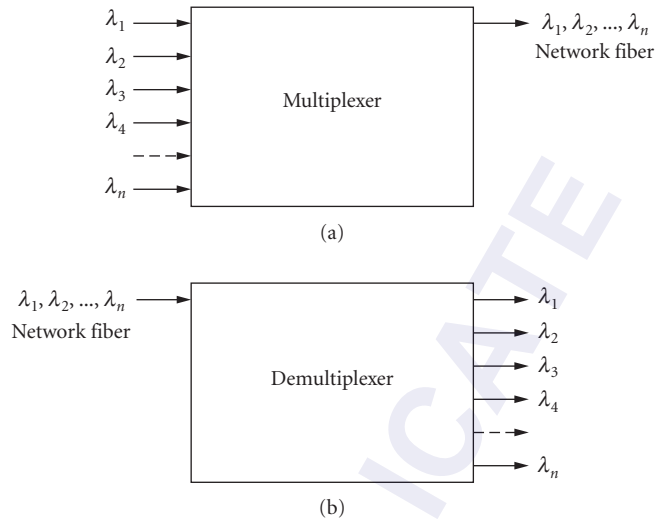 λ1
λ2
λ3
λ4
λn
Multiplexer
λ1, λ2, ..., λn
Network fiber
(a)
λ1, λ2, ..., λn
Network fiber
Demultiplexer
λ1
λ2
λ3
λ4
λn
(b)
ICATE